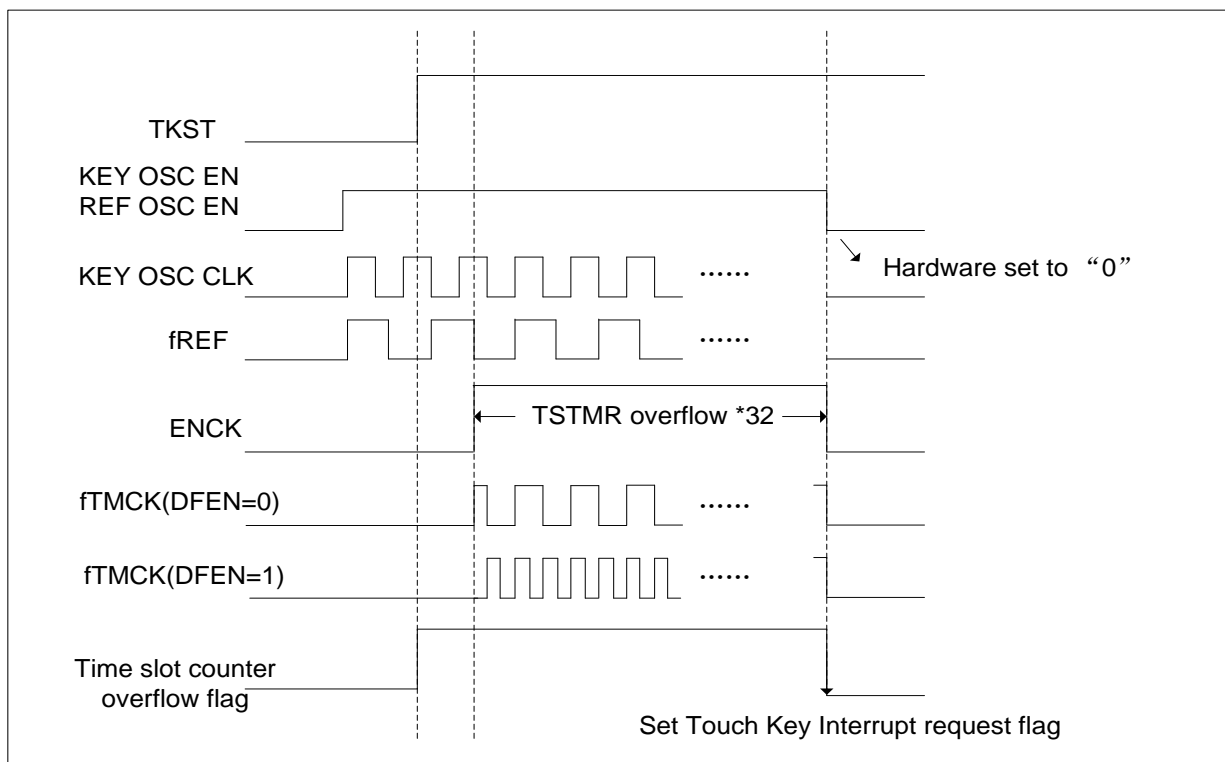 TKST
KEY OSC EN
REF OSC EN
Hardware set to “0”
KEY OSC CLK
......
fREF
......
TSTMR overflow *32
ENCK
fTMCK(DFEN=0)
......
fTMCK(DFEN=1)
......
Time slot counter
overflow flag
Set Touch Key Interrupt request flag